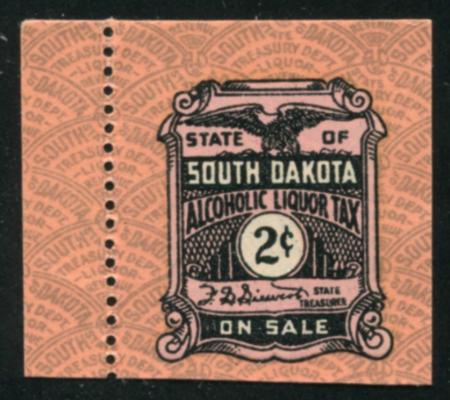 STATE OF
SOUTH DAKOTA
ALCOHOLIC LIQUOR TAX
2¢
STATE
TREASURER
ON SALE